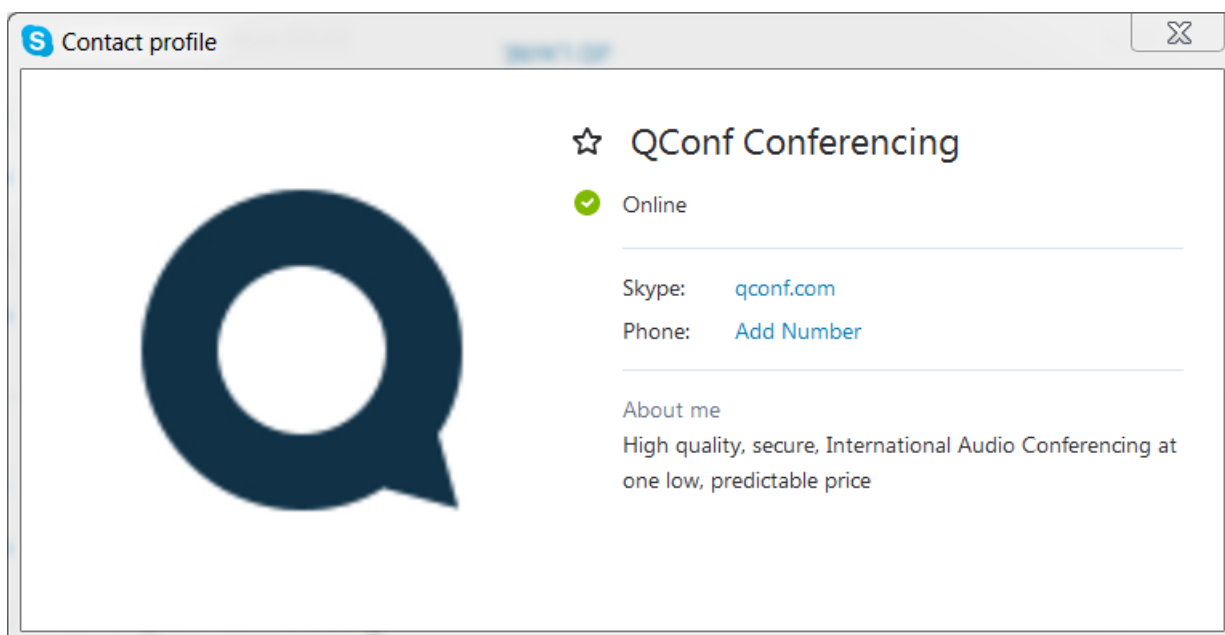 Contact profile
QConf Conferencing
Online
Skype: qconf.com
Phone: Add Number
About me
High quality, secure, International Audio Conferencing at
one low, predictable price